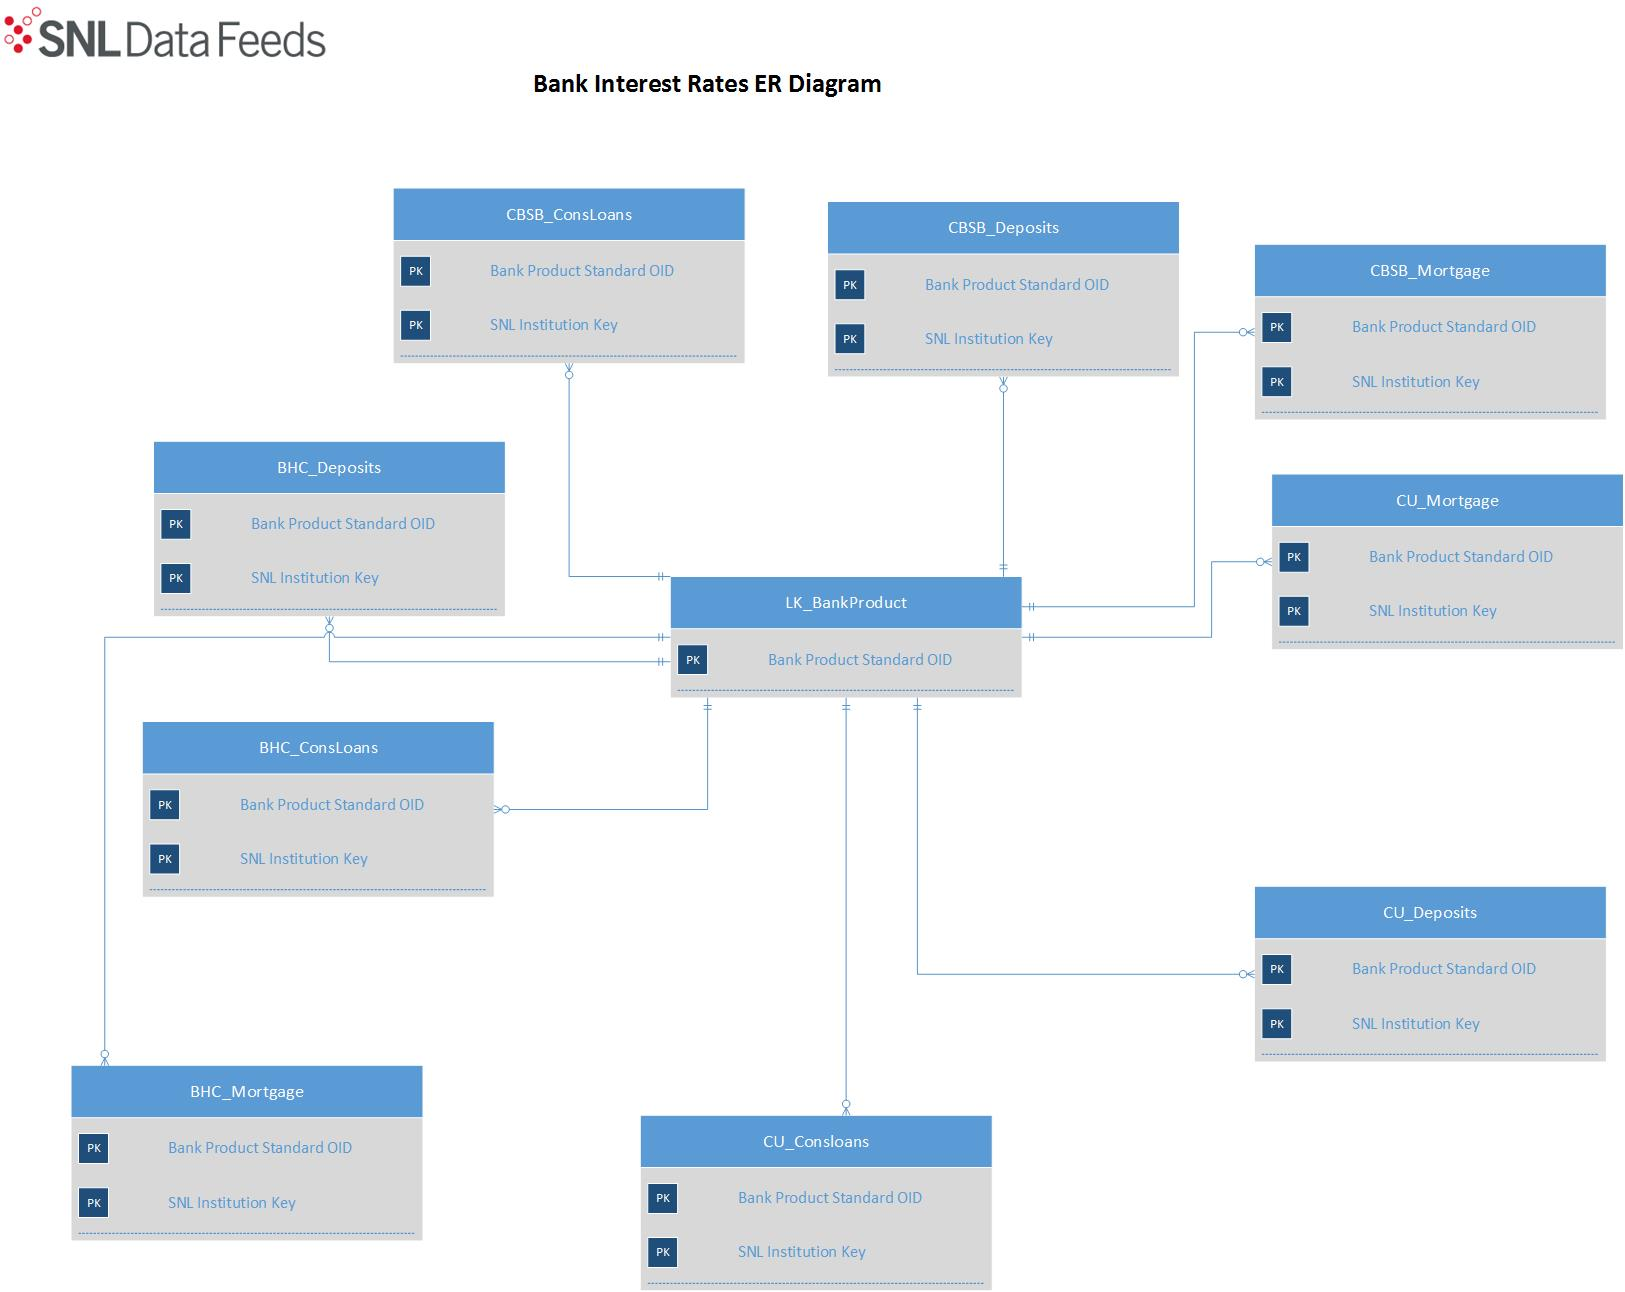 SNL Data Feeds
Bank Interest Rates ER Diagram
CBSB_ConsLoans
PK Bank Product Standard OID
PK SNL Institution Key
CBSB_Deposits
PK Bank Product Standard OID
PK SNL Institution Key
CBSB_Mortgage
PK Bank Product Standard OID
PK SNL Institution Key
BHC_Deposits
PK Bank Product Standard OID
PK SNL Institution Key
CU_Mortgage
PK Bank Product Standard OID
PK SNL Institution Key
LK_BankProduct
PK Bank Product Standard OID
BHC_ConsLoans
PK Bank Product Standard OID
PK SNL Institution Key
CU_Deposits
PK Bank Product Standard OID
PK SNL Institution Key
BHC_Mortgage
PK Bank Product Standard OID
PK SNL Institution Key
CU_Consloans
PK Bank Product Standard OID
PK SNL Institution Key